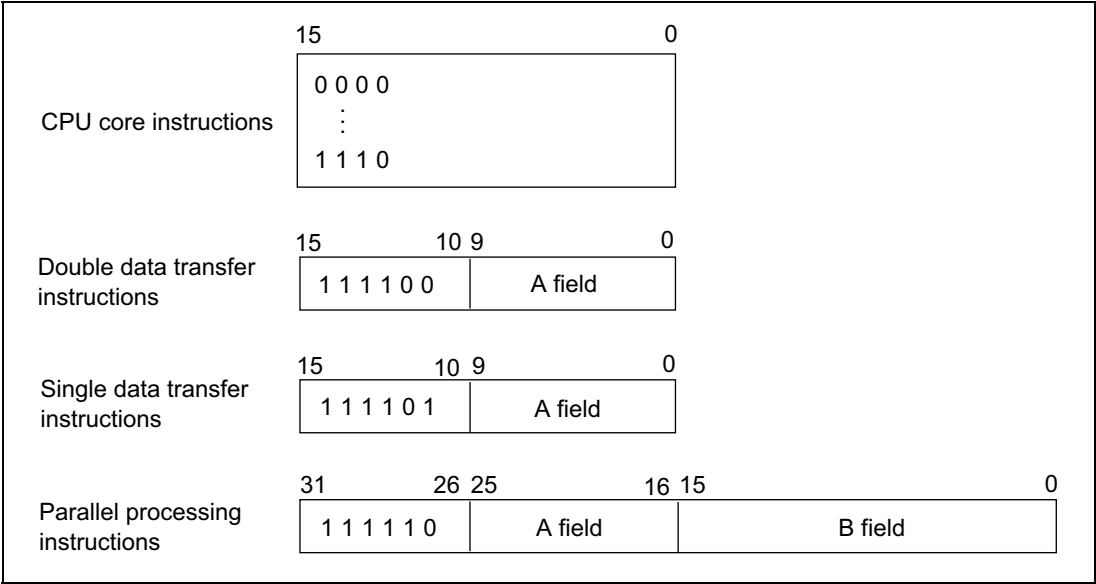 15 0
0 0 0 0
CPU core instructions
⋮
1 1 1 0
15 10 9 0
Double data transfer
instructions
1 1 1 1 0 0 A field
15 10 9 0
Single data transfer
instructions
1 1 1 1 0 1 A field
31 26 25 16 15 0
Parallel processing
instructions
1 1 1 1 1 0 A field B field